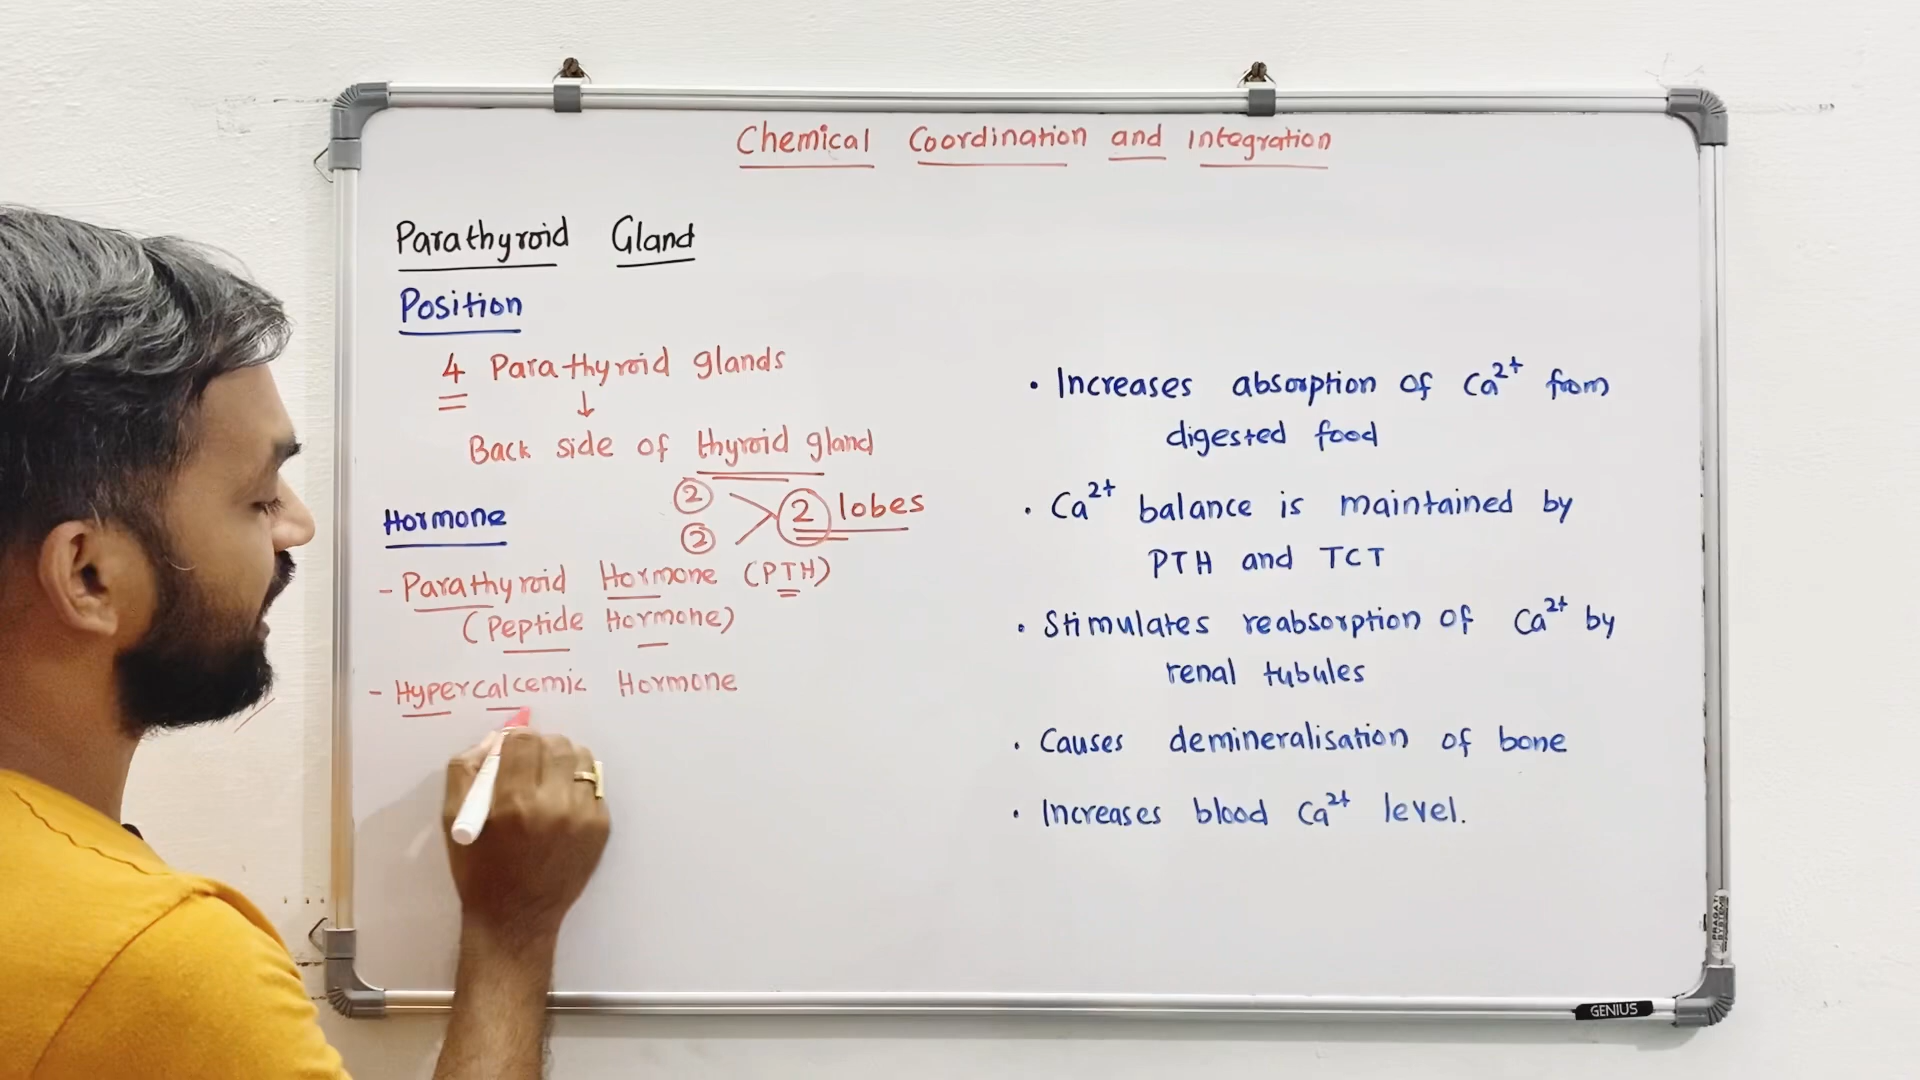 Chemical Coordination and Integration
Parathyroid Gland
Position
4 Parathyroid glands
↓
Back side of thyroid gland
2
2
2 lobes
Hormone
- Parathyroid Hormone (PTH)
(Peptide Hormone)
- Hypercalcemic Hormone
• Increases absorption of Ca²⁺ from
digested food
• Ca²⁺ balance is maintained by
PTH and TCT
• Stimulates reabsorption of Ca²⁺ by
renal tubules
• Causes demineralisation of bone
• Increases blood Ca²⁺ level.
PRAGATI
SYSTEMS
GENIUS